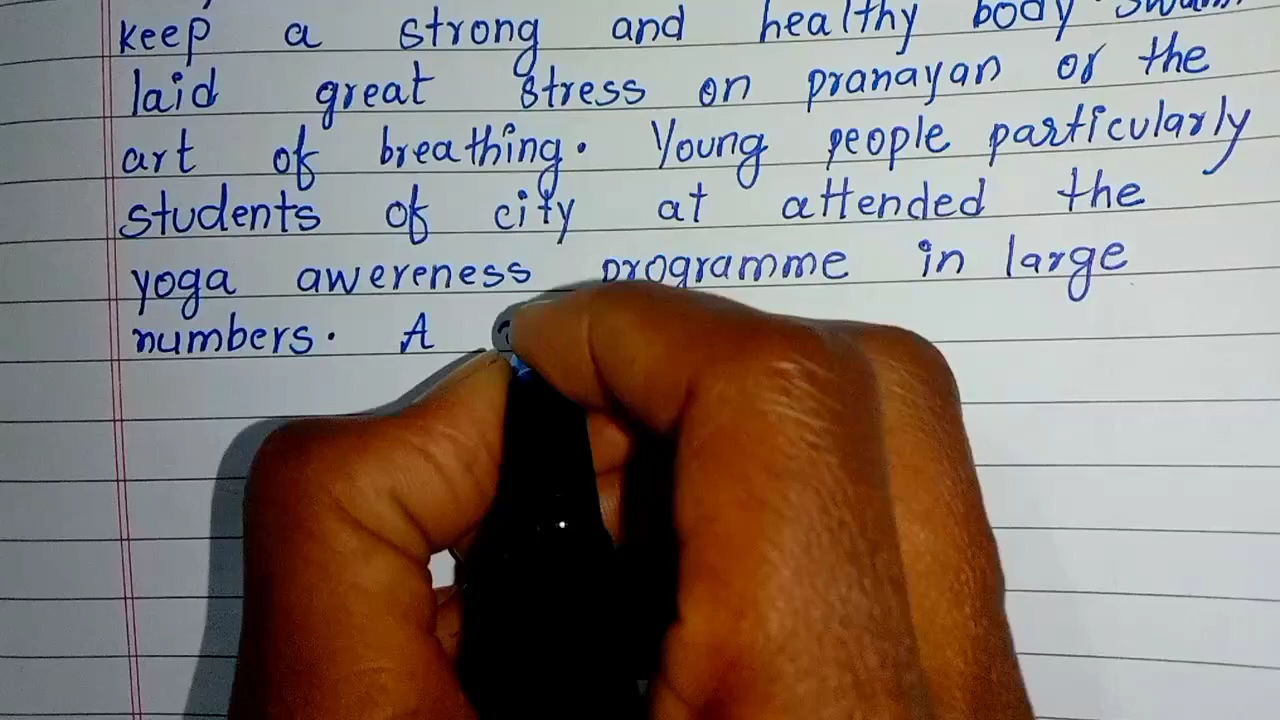 keep a strong and healthy body
laid great stress on pranayan or the
art of breathing. Young people particularly
students of city at attended the
yoga awereness programme in large
numbers. A